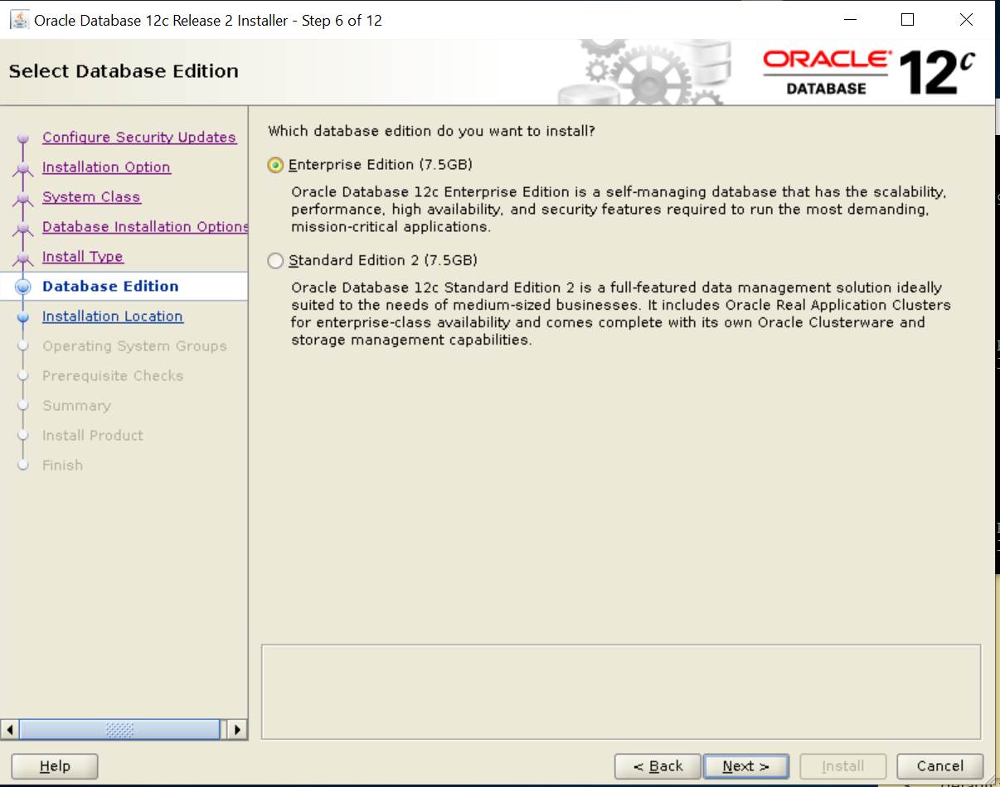 Oracle Database 12c Release 2 Installer - Step 6 of 12
Select Database Edition
ORACLE®
DATABASE
12c
Configure Security Updates
Installation Option
System Class
Database Installation Options
Install Type
Database Edition
Installation Location
Operating System Groups
Prerequisite Checks
Summary
Install Product
Finish
Which database edition do you want to install?
Enterprise Edition (7.5GB)
Oracle Database 12c Enterprise Edition is a self-managing database that has the scalability,
performance, high availability, and security features required to run the most demanding,
mission-critical applications.
Standard Edition 2 (7.5GB)
Oracle Database 12c Standard Edition 2 is a full-featured data management solution ideally
suited to the needs of medium-sized businesses. It includes Oracle Real Application Clusters
for enterprise-class availability and comes complete with its own Oracle Clusterware and
storage management capabilities.
Help
< Back
Next >
Install
Cancel